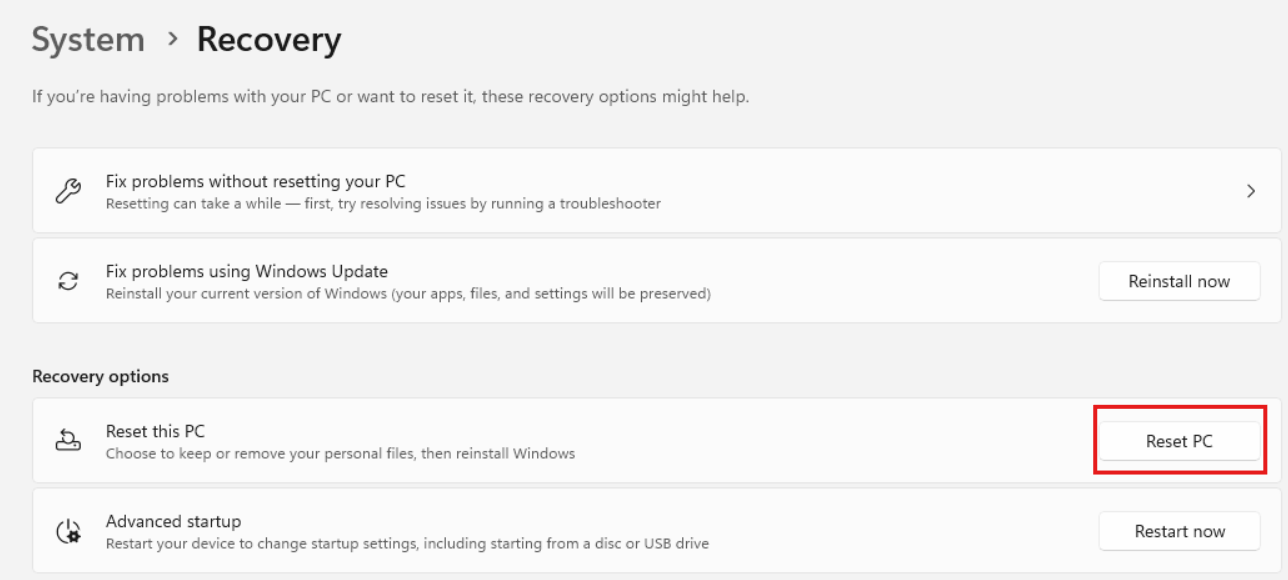 System > Recovery
If you're having problems with your PC or want to reset it, these recovery options might help.
Fix problems without resetting your PC
Resetting can take a while — first, try resolving issues by running a troubleshooter
Fix problems using Windows Update
Reinstall your current version of Windows (your apps, files, and settings will be preserved)
Reinstall now
Recovery options
Reset this PC
Choose to keep or remove your personal files, then reinstall Windows
Reset PC
Advanced startup
Restart your device to change startup settings, including starting from a disc or USB drive
Restart now